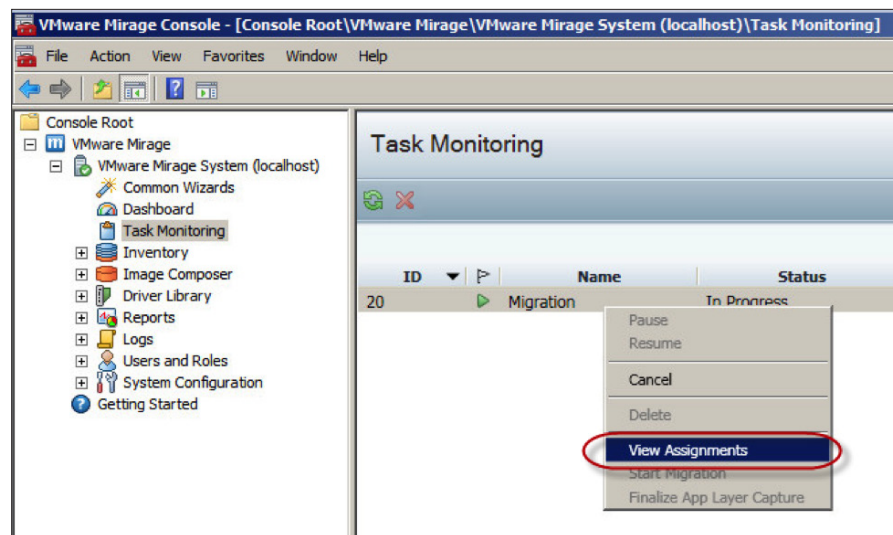 VMware Mirage Console - [Console Root\VMware Mirage\VMware Mirage System (localhost)\Task Monitoring]
File Action View Favorites Window Help
Console Root
VMware Mirage
VMware Mirage System (localhost)
Common Wizards
Dashboard
Task Monitoring
Inventory
Image Composer
Driver Library
Reports
Logs
Users and Roles
System Configuration
Getting Started
Task Monitoring
ID Name Status
20 Migration In Progress
Pause
Resume
Cancel
Delete
View Assignments
Start Migration
Finalize App Layer Capture